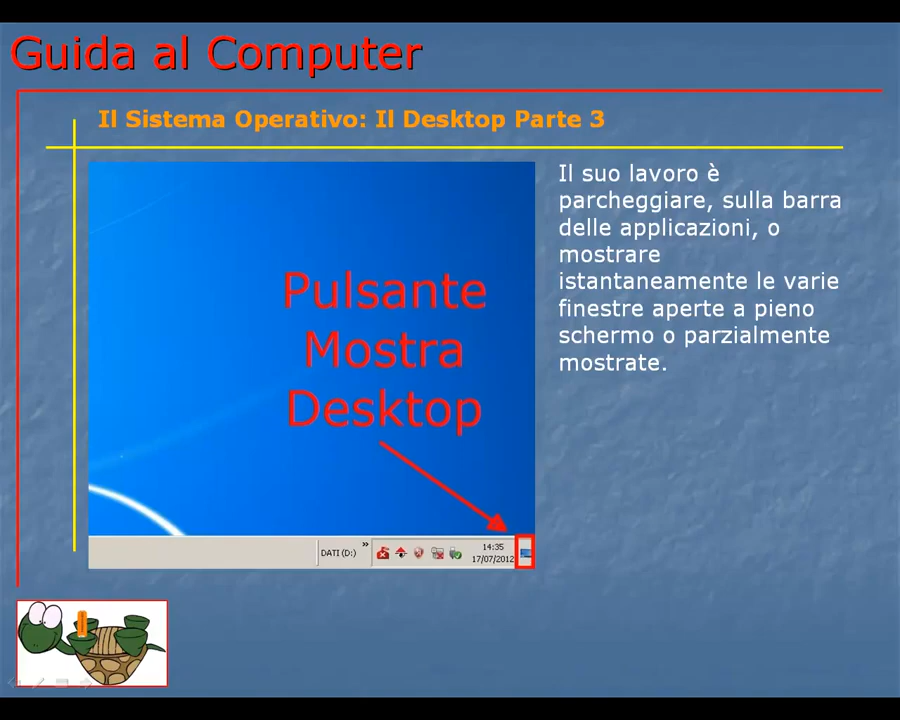 Guida al Computer
Il Sistema Operativo: Il Desktop Parte 3
Il suo lavoro è
parcheggiare, sulla barra
delle applicazioni, o
mostrare
istantaneamente le varie
finestre aperte a pieno
schermo o parzialmente
mostrate.
Pulsante
Mostra
Desktop
DATI (D:) »
14:35
17/07/2012